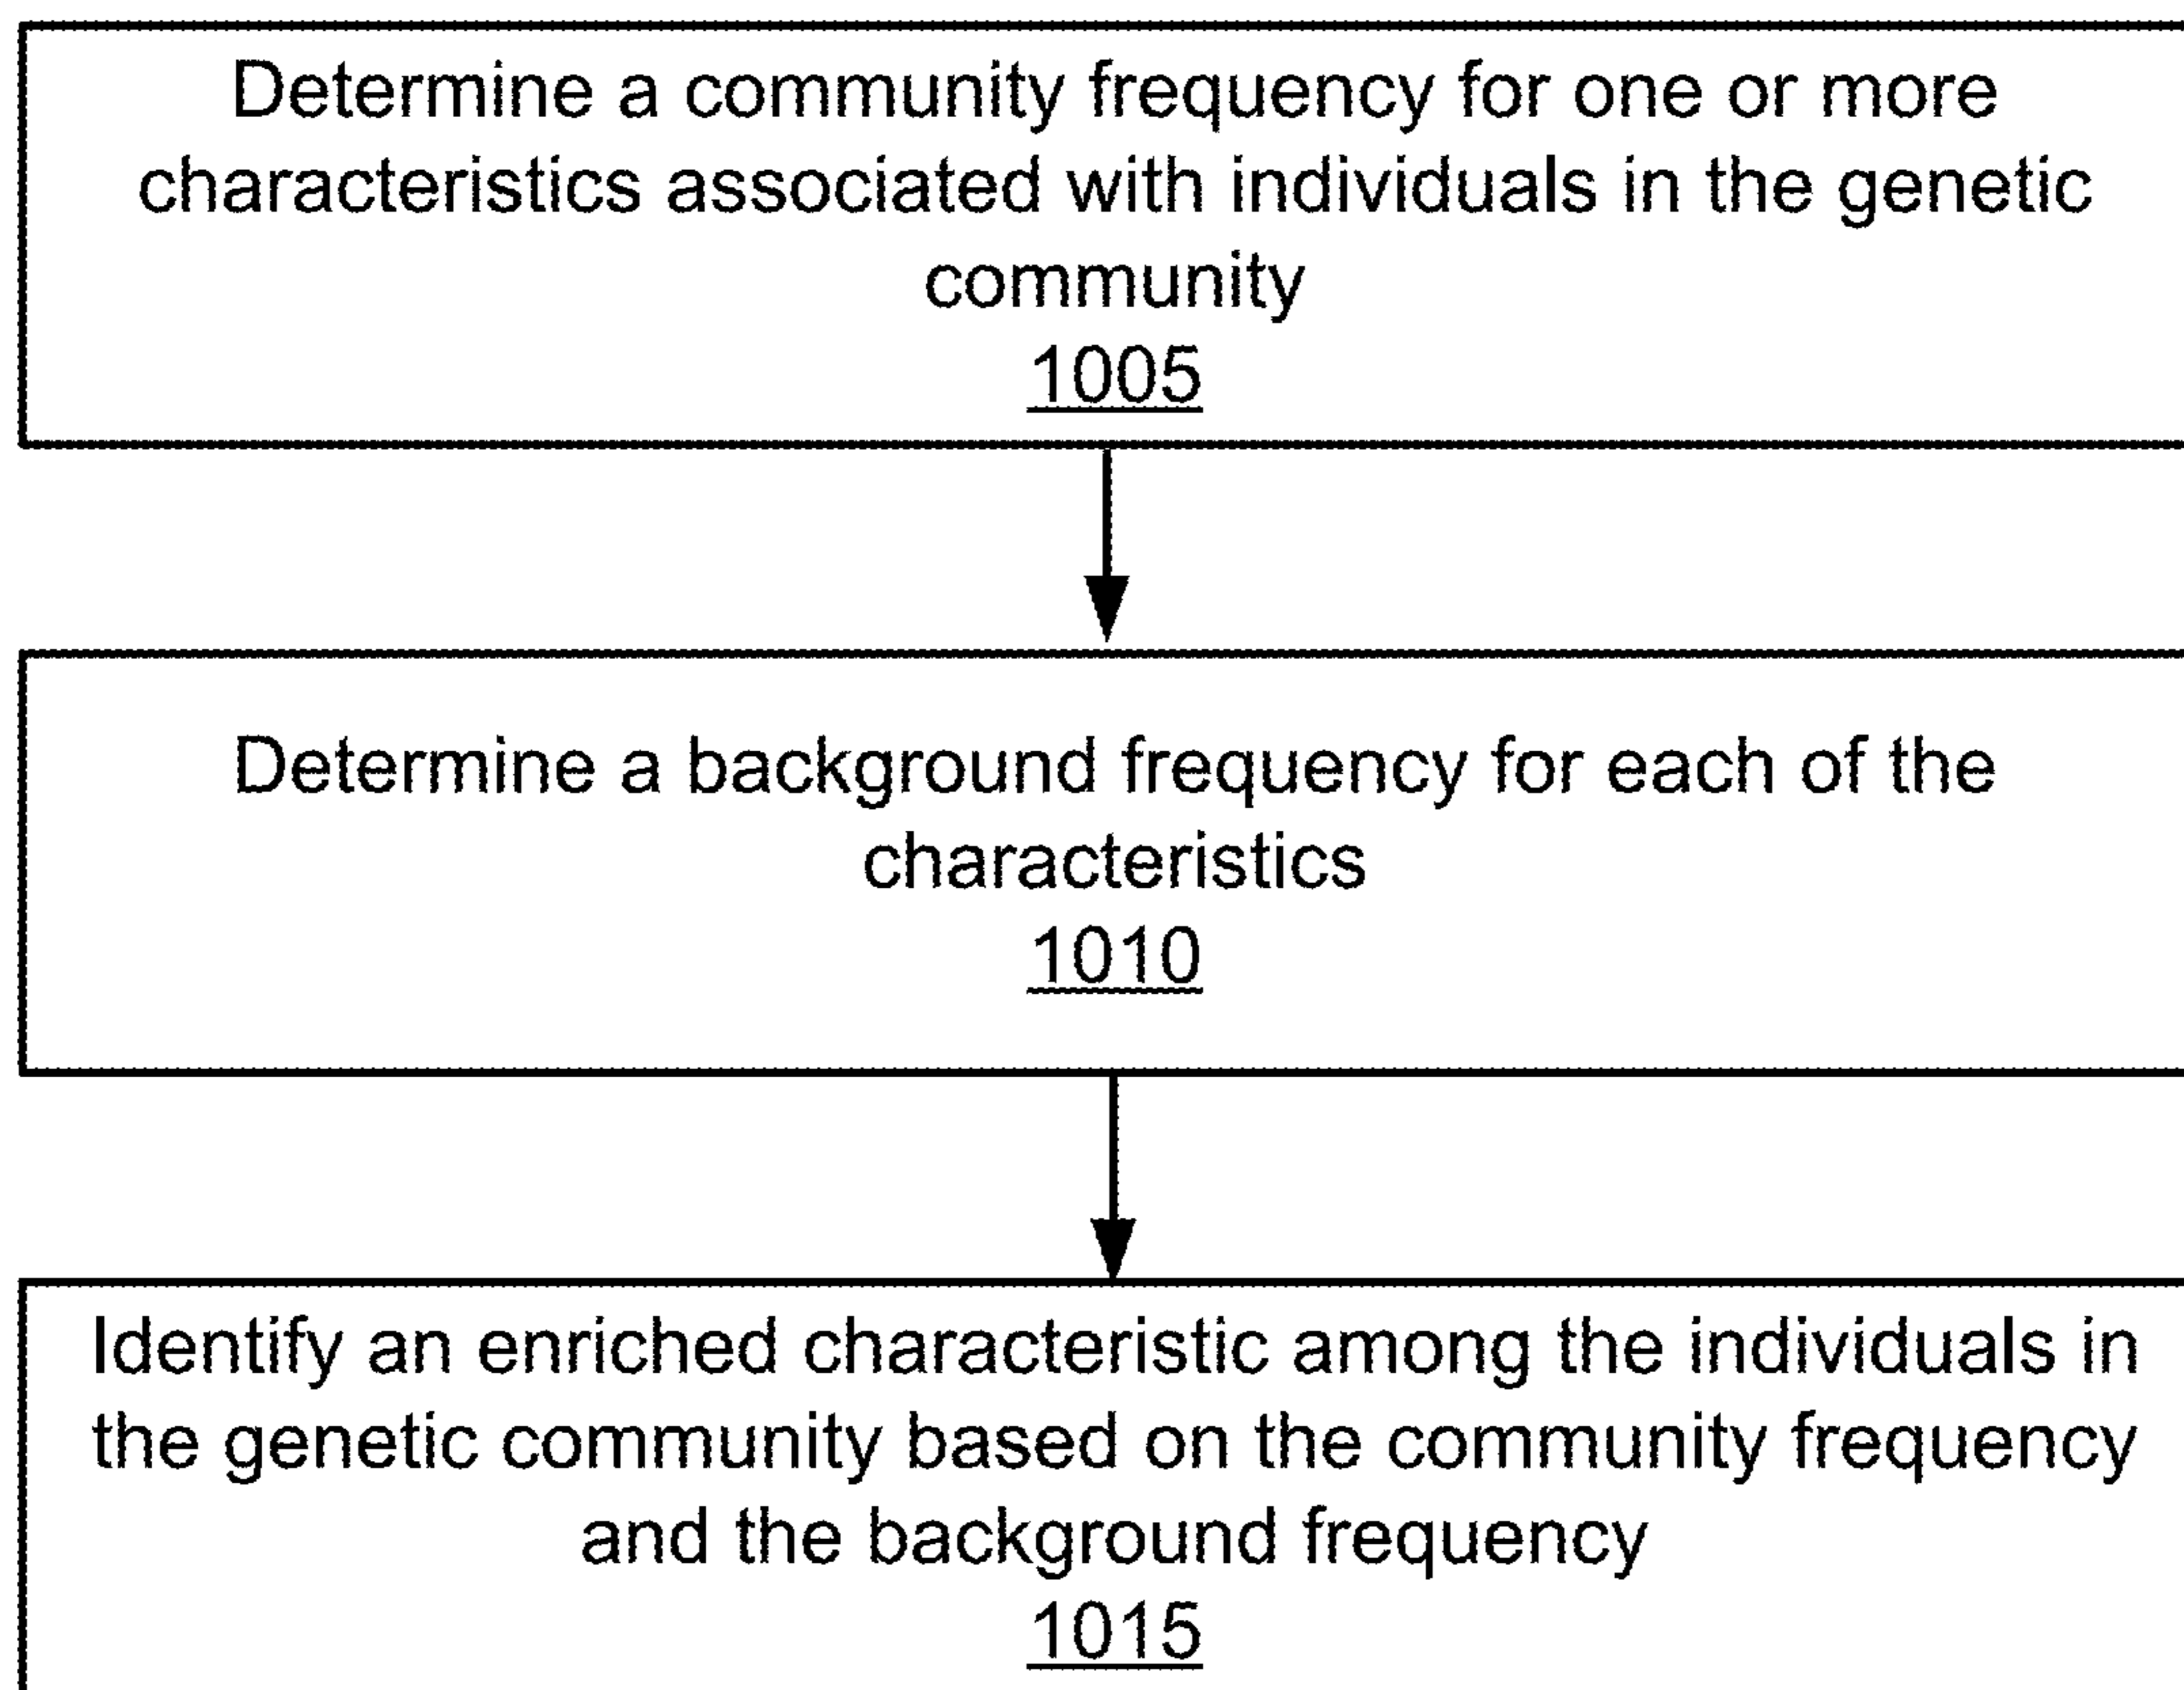 Determine a community frequency for one or more
characteristics associated with individuals in the genetic
community
1005
Determine a background frequency for each of the
characteristics
1010
Identify an enriched characteristic among the individuals in
the genetic community based on the community frequency
and the background frequency
1015